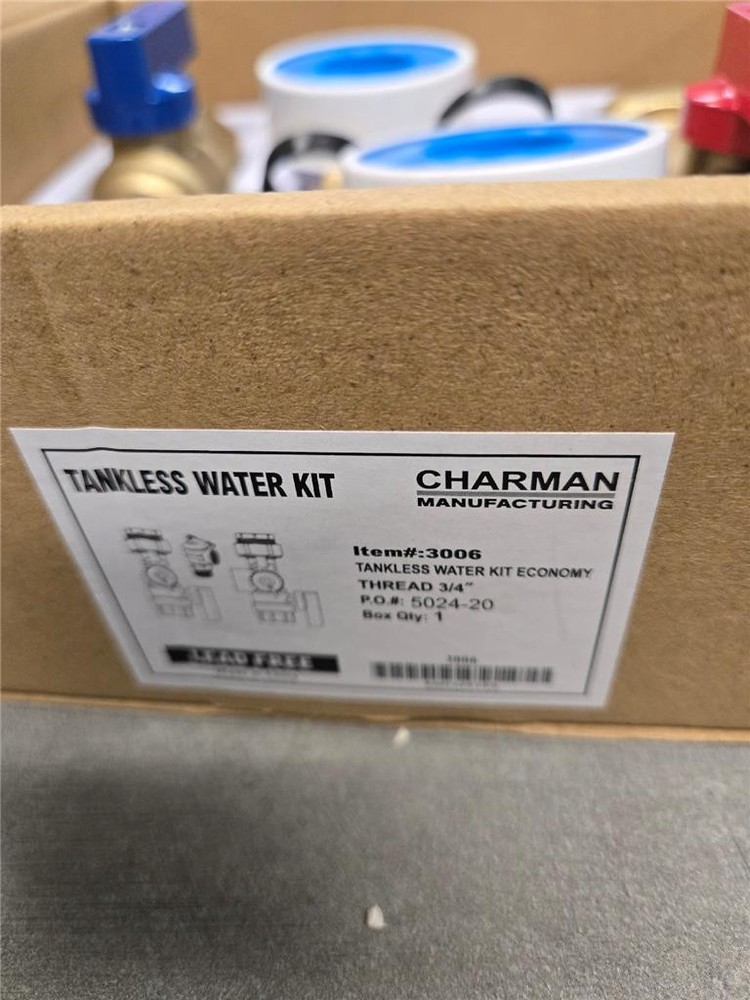 TANKLESS WATER KIT
CHARMAN
MANUFACTURING
Item#:3006
TANKLESS WATER KIT ECONOMY
THREAD 3/4"
P.O.#: 5024-20
Box Qty: 1
LEAD FREE
3006